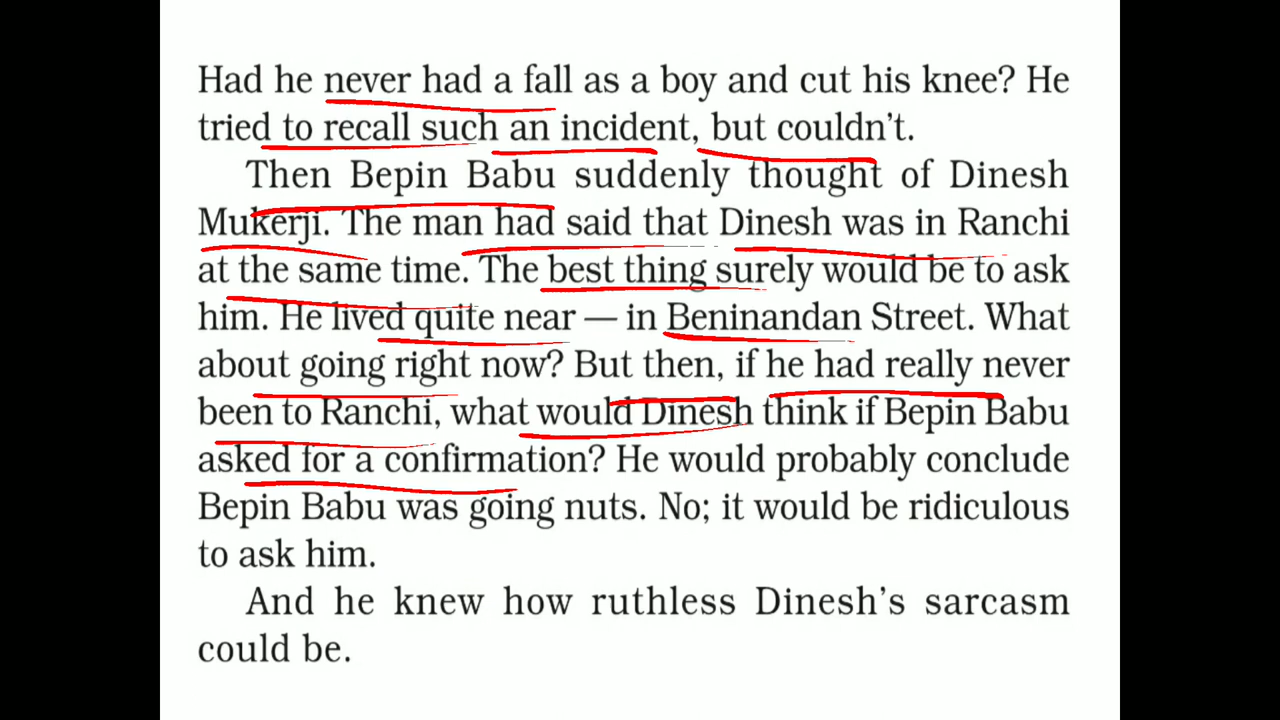 Had he never had a fall as a boy and cut his knee? He
tried to recall such an incident, but couldn't.
Then Bepin Babu suddenly thought of Dinesh
Mukerji. The man had said that Dinesh was in Ranchi
at the same time. The best thing surely would be to ask
him. He lived quite near — in Beninandan Street. What
about going right now? But then, if he had really never
been to Ranchi, what would Dinesh think if Bepin Babu
asked for a confirmation? He would probably conclude
Bepin Babu was going nuts. No; it would be ridiculous
to ask him.
And he knew how ruthless Dinesh's sarcasm
could be.